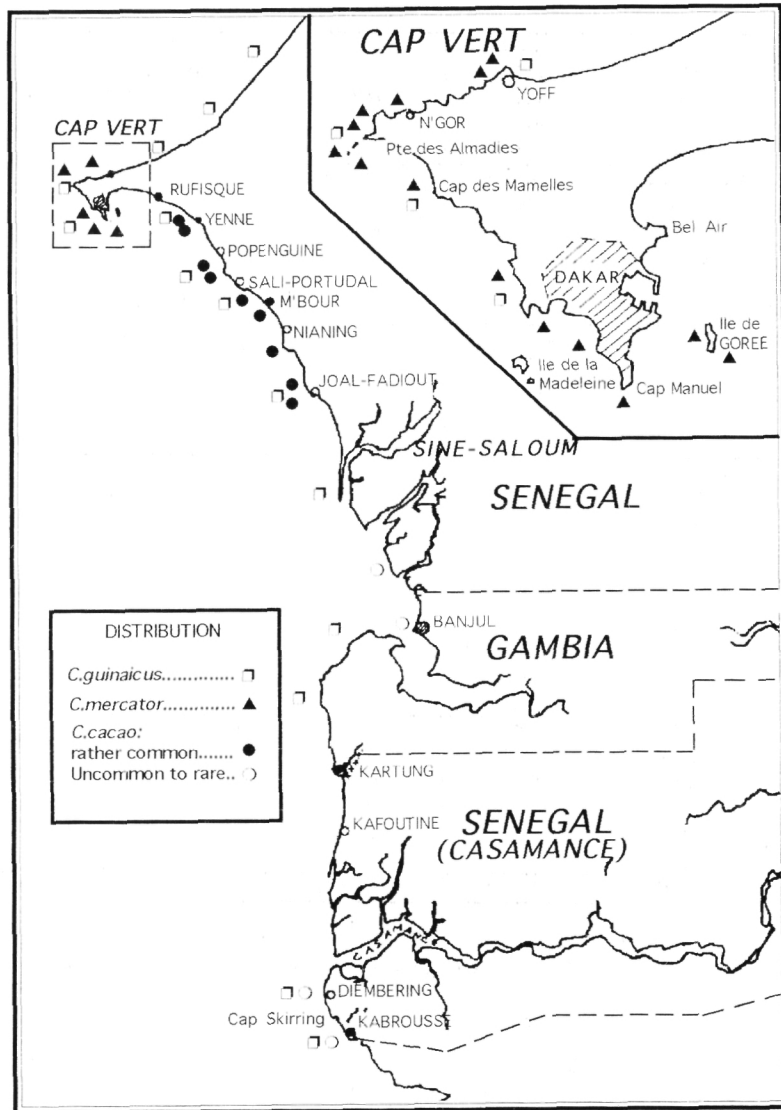 CAP VERT
YOFF
N'GOR
Pte des Almadies
Cap des Mamelles
Bel Air
DAKAR
Ile de
GOREE
Ile de la
Madeleine
Cap Manuel
CAP VERT
RUFISQUE
YENNE
POPENGUINE
SALI-PORTUDAL
M'BOUR
NIANING
JOAL-FADIOUT
SINE-SALOUM
SENEGAL
BANJUL
GAMBIA
DISTRIBUTION
C.guinaicus..............
C.mercator..............
C.cacao:
rather common.......
Uncommon to rare..
KARTUNG
KAFOUTINE
SENEGAL
(CASAMANCE)
CASAMANCE
DIEMBERING
Cap Skirring
KABROUSSE